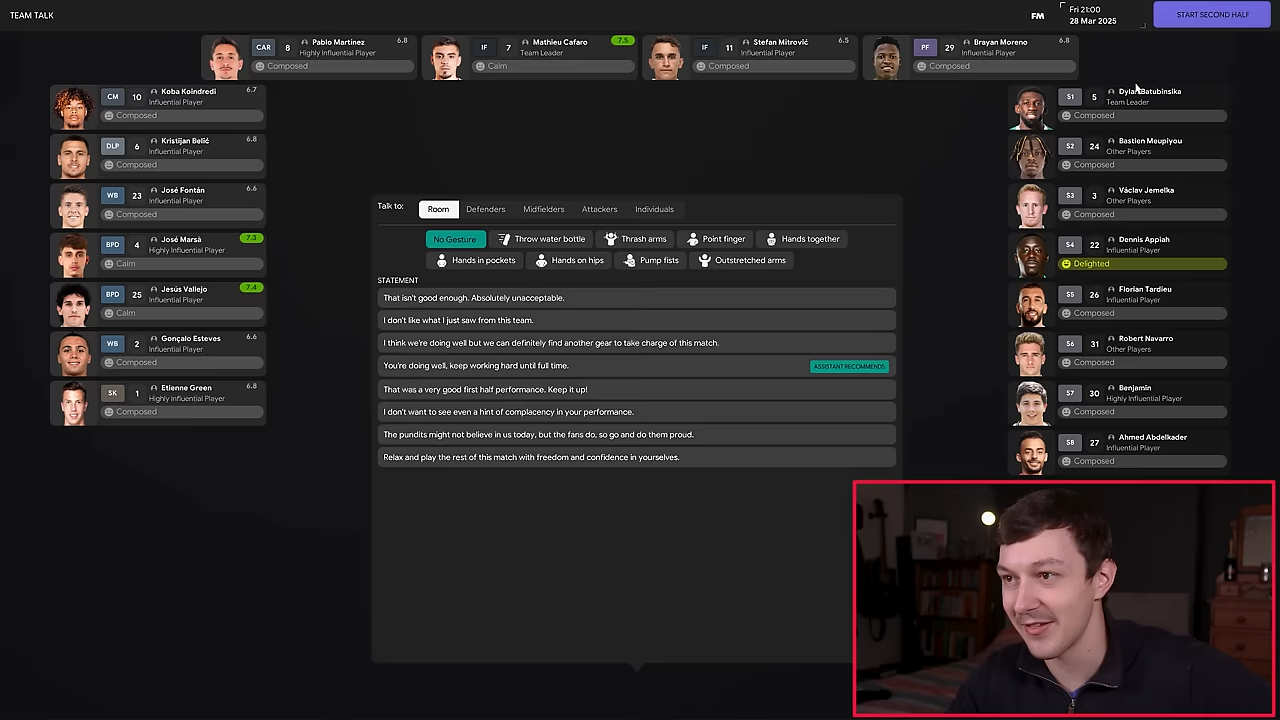 TEAM TALK
FM
Fri 21:00
28 Mar 2025
START SECOND HALF
CAR 8 Pablo Martinez 6.8
Highly Influential Player
Composed
IF 7 Mathieu Cafaro 7.5
Team Leader
Calm
IF 11 Stefan Mitrović 6.5
Influential Player
Composed
PF 29 Brayan Moreno 6.8
Influential Player
Composed
CM 10 Koba Koindredi 6.7
Influential Player
Composed
DLP 6 Kristijan Belić 6.8
Influential Player
Composed
WB 23 José Fontán 6.6
Influential Player
Composed
BPD 4 José Marsà 7.3
Highly Influential Player
Calm
BPD 25 Jesús Vallejo 7.4
Influential Player
Calm
WB 2 Gonçalo Esteves 6.6
Influential Player
Composed
SK 1 Etienne Green 6.8
Highly Influential Player
Composed
Talk to: Room Defenders Midfielders Attackers Individuals
No Gesture Throw water bottle Thrash arms Point finger Hands together
Hands in pockets Hands on hips Pump fists Outstretched arms
STATEMENT
That isn't good enough. Absolutely unacceptable.
I don't like what I just saw from this team.
I think we're doing well but we can definitely find another gear to take charge of this match.
You're doing well, keep working hard until full time. ASSISTANT RECOMMENDS
That was a very good first half performance. Keep it up!
I don't want to see even a hint of complacency in your performance.
The pundits might not believe in us today, but the fans do, so go and do them proud.
Relax and play the rest of this match with freedom and confidence in yourselves.
S1 5 Dylan Batubinsika
Team Leader
Composed
S2 24 Bastien Meupiyou
Other Players
Composed
S3 3 Václav Jemelka
Other Players
Composed
S4 22 Dennis Appiah
Influential Player
Delighted
S5 26 Florian Tardieu
Influential Player
Composed
S6 31 Robert Navarro
Influential Player
Composed
S7 30 Benjamin
Highly Influential Player
Composed
S8 27 Ahmed Abdelkader
Influential Player
Composed